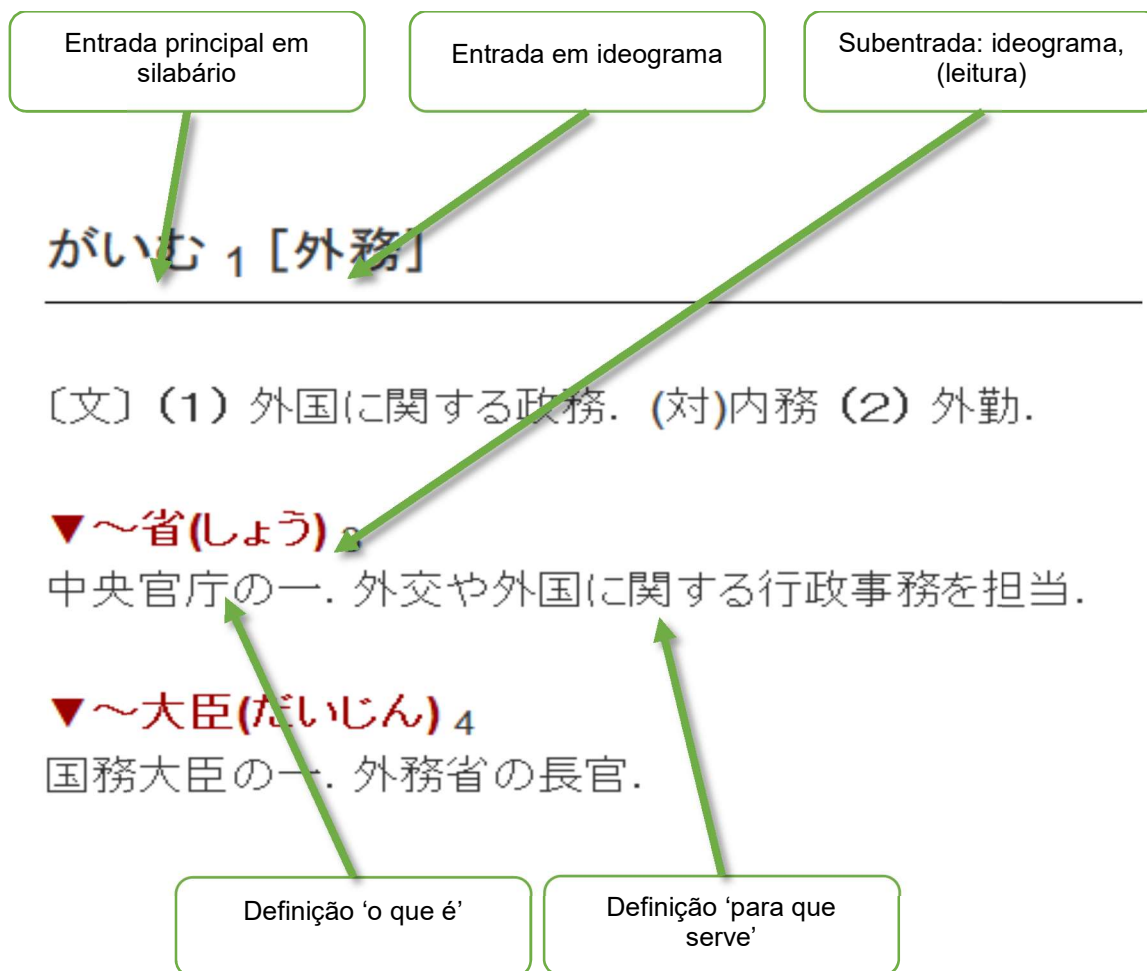 Entrada principal em
silabário
Entrada em ideograma
Subentrada: ideograma,
(leitura)
がいむ 1 [外務]
〔文〕(1) 外国に関する政務. (対)内務 (2) 外勤.
▼～省(しょう) 3
中央官庁の一. 外交や外国に関する行政事務を担当.
▼～大臣(だいじん) 4
国務大臣の一. 外務省の長官.
Definição ‘o que é’
Definição ‘para que
serve’